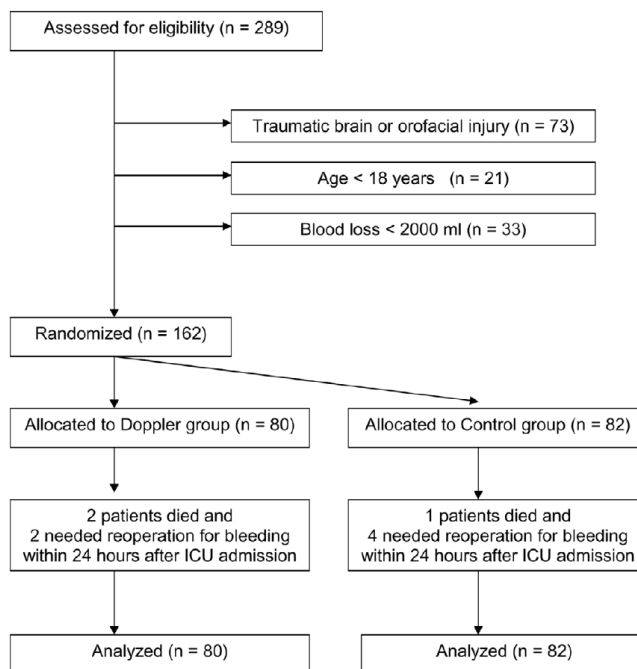 Assessed for eligibility (n = 289)
Traumatic brain or orofacial injury (n = 73)
Age < 18 years (n = 21)
Blood loss < 2000 ml (n = 33)
Randomized (n = 162)
Allocated to Doppler group (n = 80)
Allocated to Control group (n = 82)
2 patients died and
2 needed reoperation for bleeding
within 24 hours after ICU admission
1 patients died and
4 needed reoperation for bleeding
within 24 hours after ICU admission
Analyzed (n = 80)
Analyzed (n = 82)